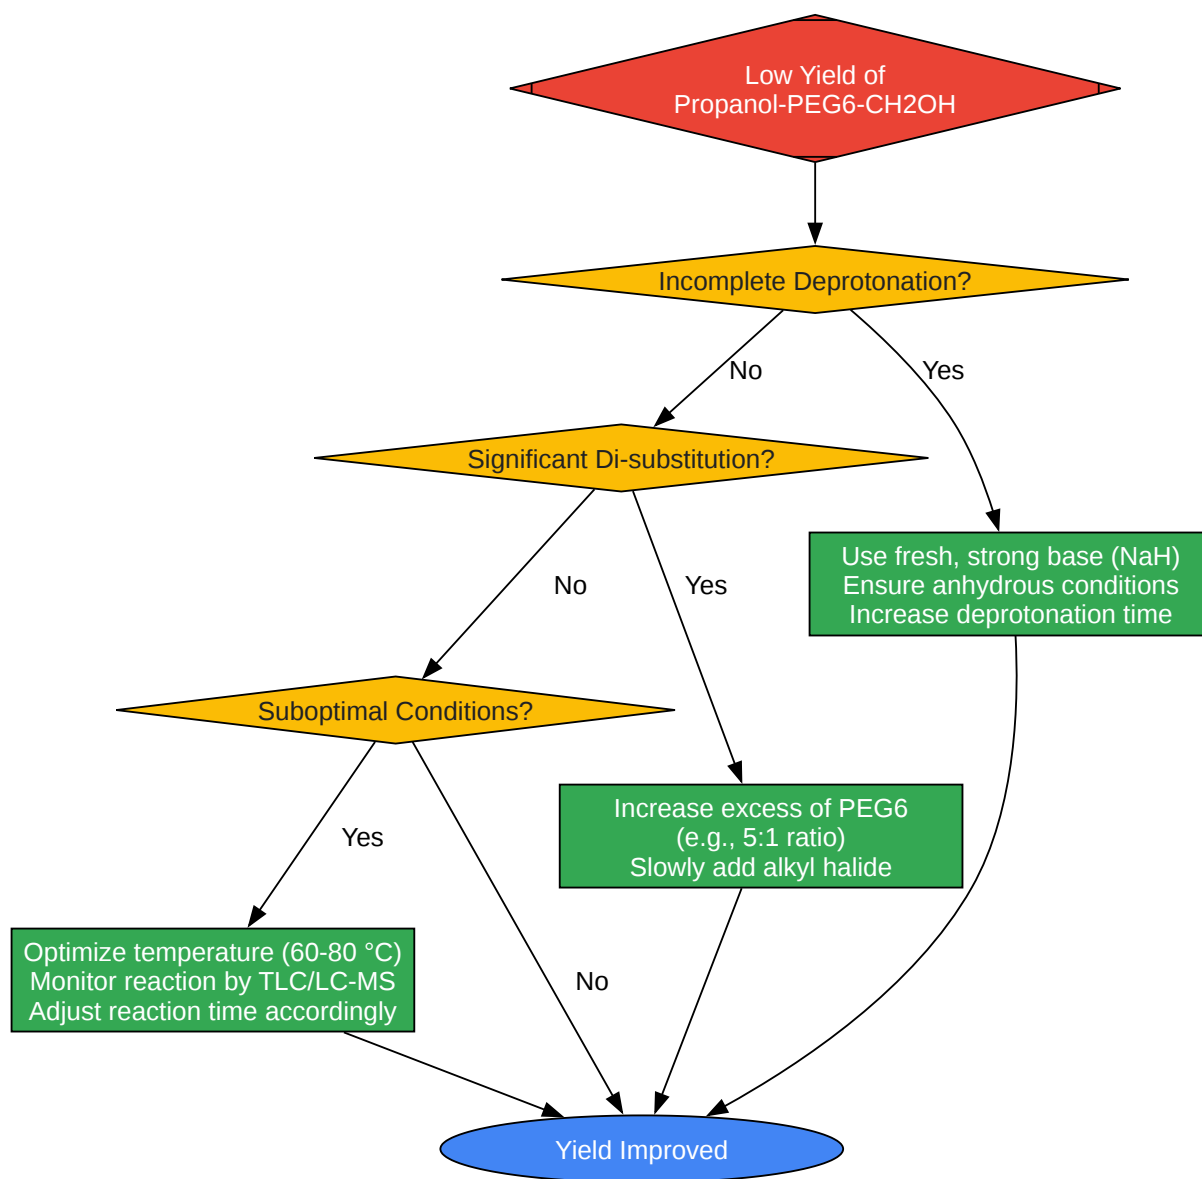 Low Yield of
Propanol-PEG6-CH2OH
Incomplete Deprotonation?
No
Yes
Significant Di-substitution?
No
Yes
Use fresh, strong base (NaH)
Ensure anhydrous conditions
Increase deprotonation time
Suboptimal Conditions?
Yes
No
Increase excess of PEG6
(e.g., 5:1 ratio)
Slowly add alkyl halide
Optimize temperature (60-80 °C)
Monitor reaction by TLC/LC-MS
Adjust reaction time accordingly
Yield Improved